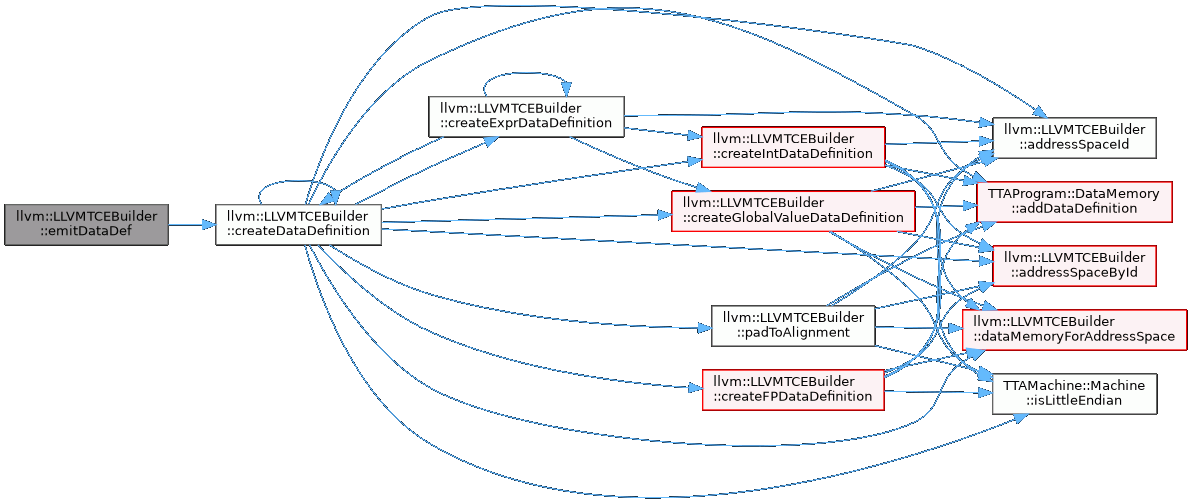 llvm::LLVMTCEBuilder
::emitDataDef
llvm::LLVMTCEBuilder
::createDataDefinition
llvm::LLVMTCEBuilder
::createExprDataDefinition
llvm::LLVMTCEBuilder
::createIntDataDefinition
llvm::LLVMTCEBuilder
::createGlobalValueDataDefinition
llvm::LLVMTCEBuilder
::padToAlignment
llvm::LLVMTCEBuilder
::createFPDataDefinition
llvm::LLVMTCEBuilder
::addressSpaceId
TTAProgram::DataMemory
::addDataDefinition
llvm::LLVMTCEBuilder
::addressSpaceById
llvm::LLVMTCEBuilder
::dataMemoryForAddressSpace
TTAMachine::Machine
::isLittleEndian